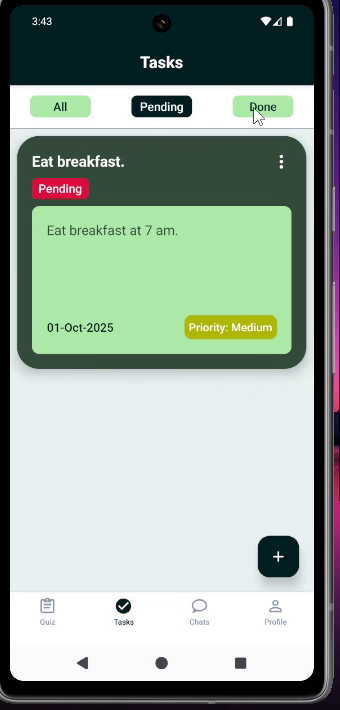 3:43
Tasks
All Pending Done
Eat breakfast.
Pending
Eat breakfast at 7 am.
01-Oct-2025 Priority: Medium
+
Quiz Tasks Chats Profile